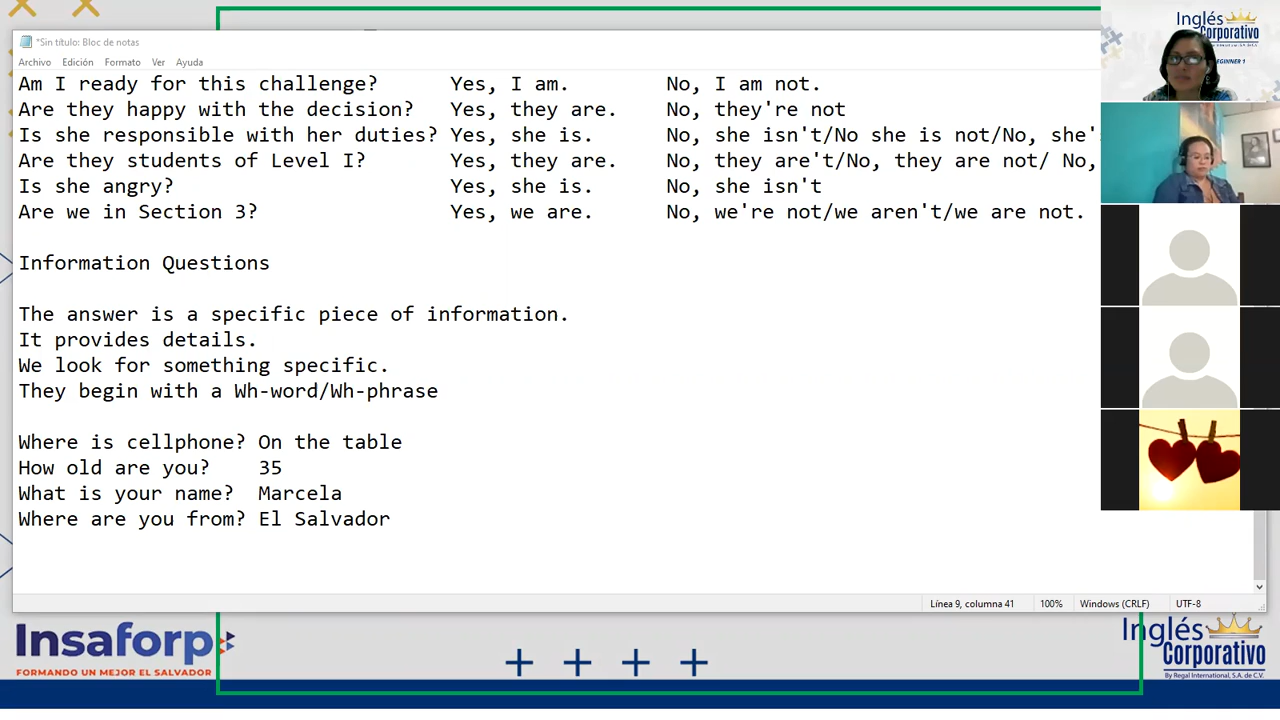 *Sin título: Bloc de notas
Archivo Edición Formato Ver Ayuda
Am I ready for this challenge? Yes, I am. No, I am not.
Are they happy with the decision? Yes, they are. No, they're not
Is she responsible with her duties? Yes, she is. No, she isn't/No she is not/No, she'
Are they students of Level I? Yes, they are. No, they are't/No, they are not/ No,
Is she angry? Yes, she is. No, she isn't
Are we in Section 3? Yes, we are. No, we're not/we aren't/we are not.
Information Questions
The answer is a specific piece of information.
It provides details.
We look for something specific.
They begin with a Wh-word/Wh-phrase
Where is cellphone? On the table
How old are you? 35
What is your name? Marcela
Where are you from? El Salvador
Línea 9, columna 41 100% Windows (CRLF) UTF-8
Insaforp
FORMANDO UN MEJOR EL SALVADOR
Inglés
Corporativo
By Regal International, S.A. de C.V.
Inglés
Corporativo
EGINNER 1